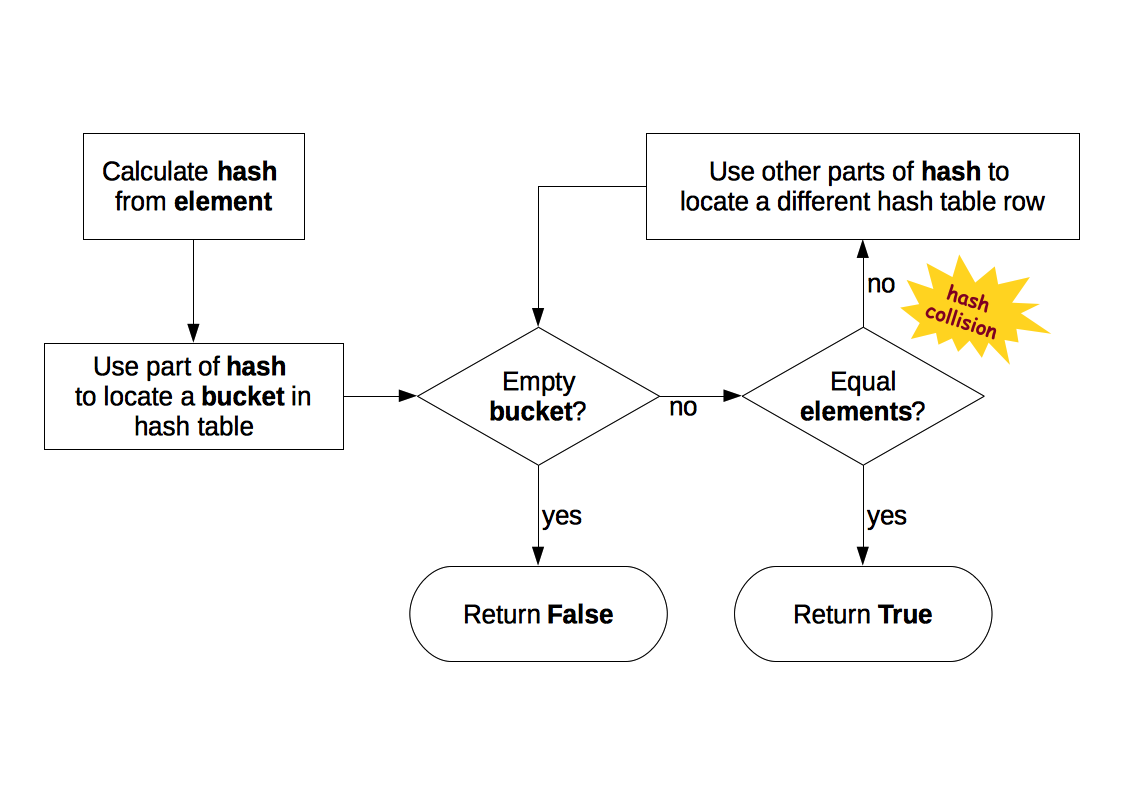 Calculate hash
from element
Use part of hash
to locate a bucket in
hash table
Empty
bucket?
no
yes
Return False
Equal
elements?
yes
Return True
no
hash
collision
Use other parts of hash to
locate a different hash table row